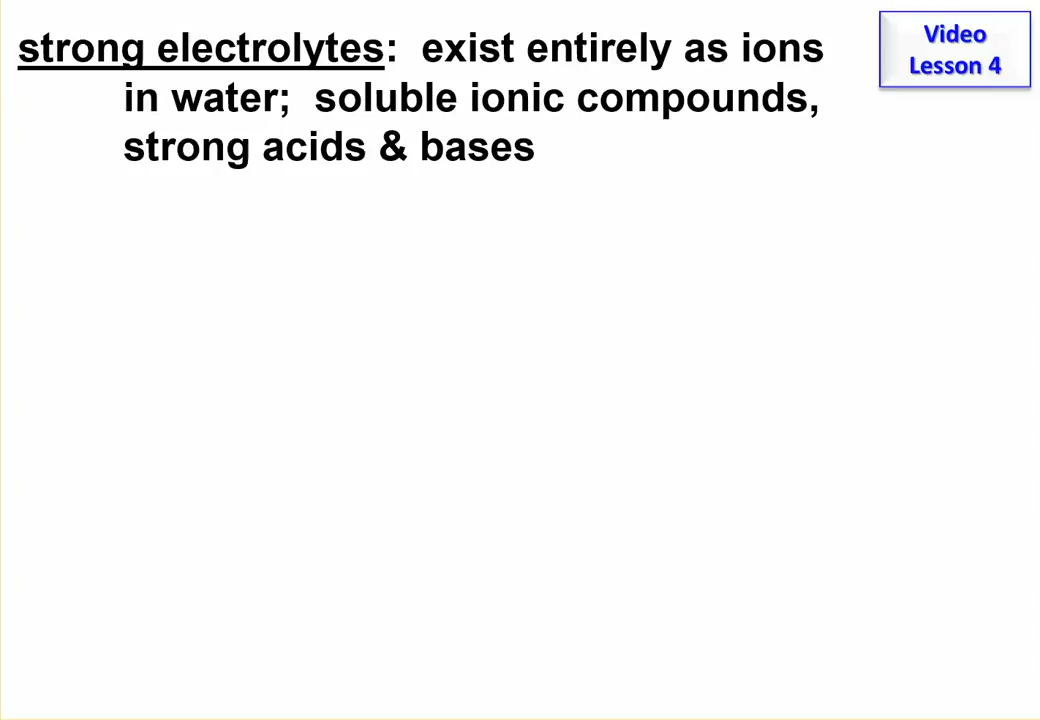 strong electrolytes:  exist entirely as ions
in water;  soluble ionic compounds,
strong acids & bases
Video
Lesson 4